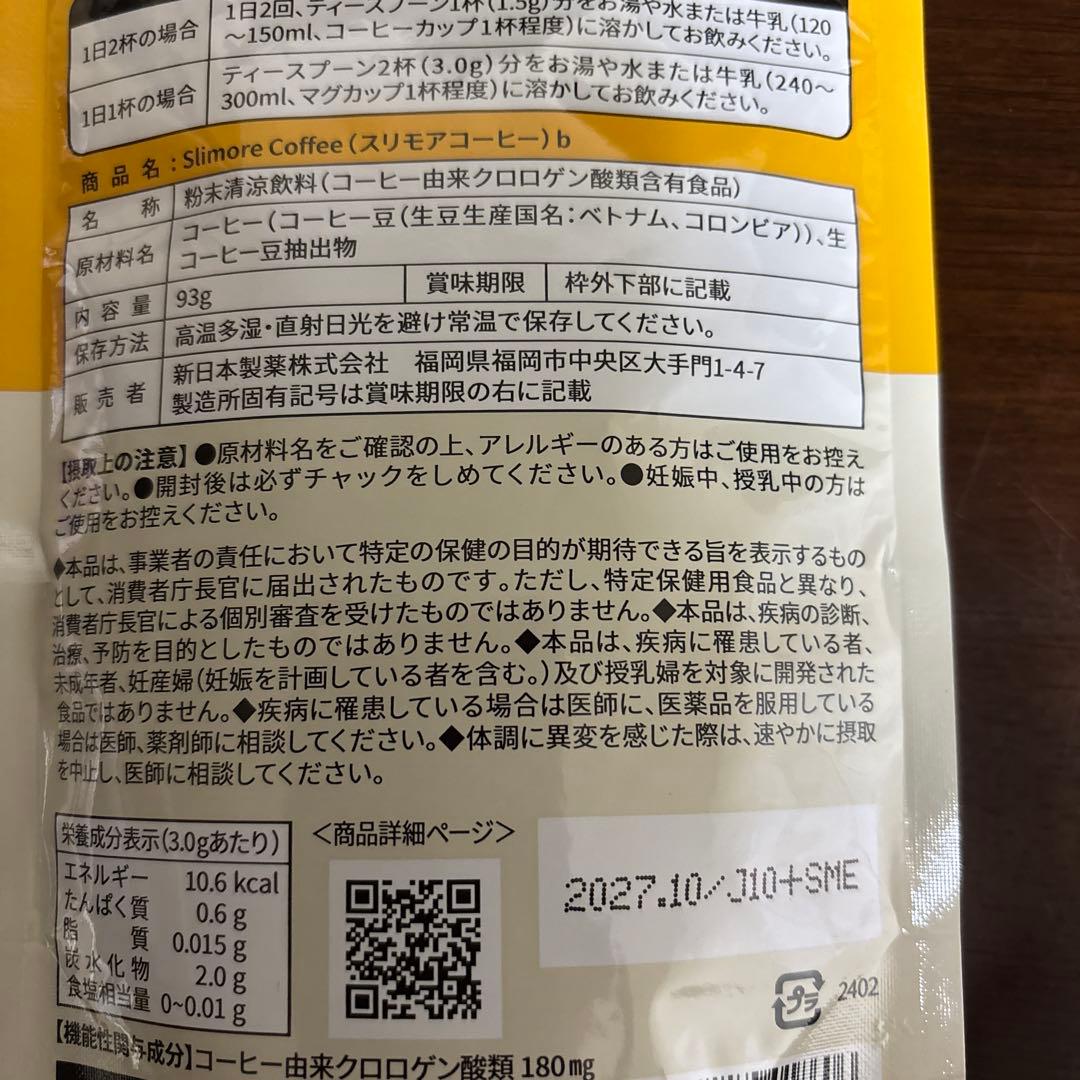 1日2杯の場合
1日2回、ティースプーン1杯(1.5g)分をお湯や水または牛乳(120
~150ml、コーヒーカップ1杯程度)に溶かしてお飲みください。
1日1杯の場合
ティースプーン2杯(3.0g)分をお湯や水または牛乳(240~
300ml、マグカップ1杯程度)に溶かしてお飲みください。
商品名:Slimore Coffee(スリモアコーヒー)b
名称 粉末清涼飲料(コーヒー由来クロロゲン酸類含有食品)
原材料名 コーヒー(コーヒー豆(生豆生産国名:ベトナム、コロンビア))、生
コーヒー豆抽出物
内容量 93g 賞味期限 枠外下部に記載
保存方法 高温多湿・直射日光を避け常温で保存してください。
販売者 新日本製薬株式会社 福岡県福岡市中央区大手門1-4-7
製造所固有記号は賞味期限の右に記載
【摂取上の注意】●原材料名をご確認の上、アレルギーのある方はご使用をお控え
ください。●開封後は必ずチャックをしめてください。●妊娠中、授乳中の方は
ご使用をお控えください。
◆本品は、事業者の責任において特定の保健の目的が期待できる旨を表示するもの
として、消費者庁長官に届出されたものです。ただし、特定保健用食品と異なり、
消費者庁長官による個別審査を受けたものではありません。◆本品は、疾病の診断、
治療、予防を目的としたものではありません。◆本品は、疾病に罹患している者、
未成年者、妊産婦(妊娠を計画している者を含む。)及び授乳婦を対象に開発された
食品ではありません。◆疾病に罹患している場合は医師に、医薬品を服用している
場合は医師、薬剤師に相談してください。◆体調に異変を感じた際は、速やかに摂取
を中止し、医師に相談してください。
栄養成分表示(3.0gあたり)
エネルギー 10.6 kcal
たんぱく質 0.6 g
脂質 0.015 g
炭水化物 2.0 g
食塩相当量 0~0.01 g
<商品詳細ページ>
2027.10/J10+SME
プラ
2402
【機能性関与成分】コーヒー由来クロロゲン酸類 180mg